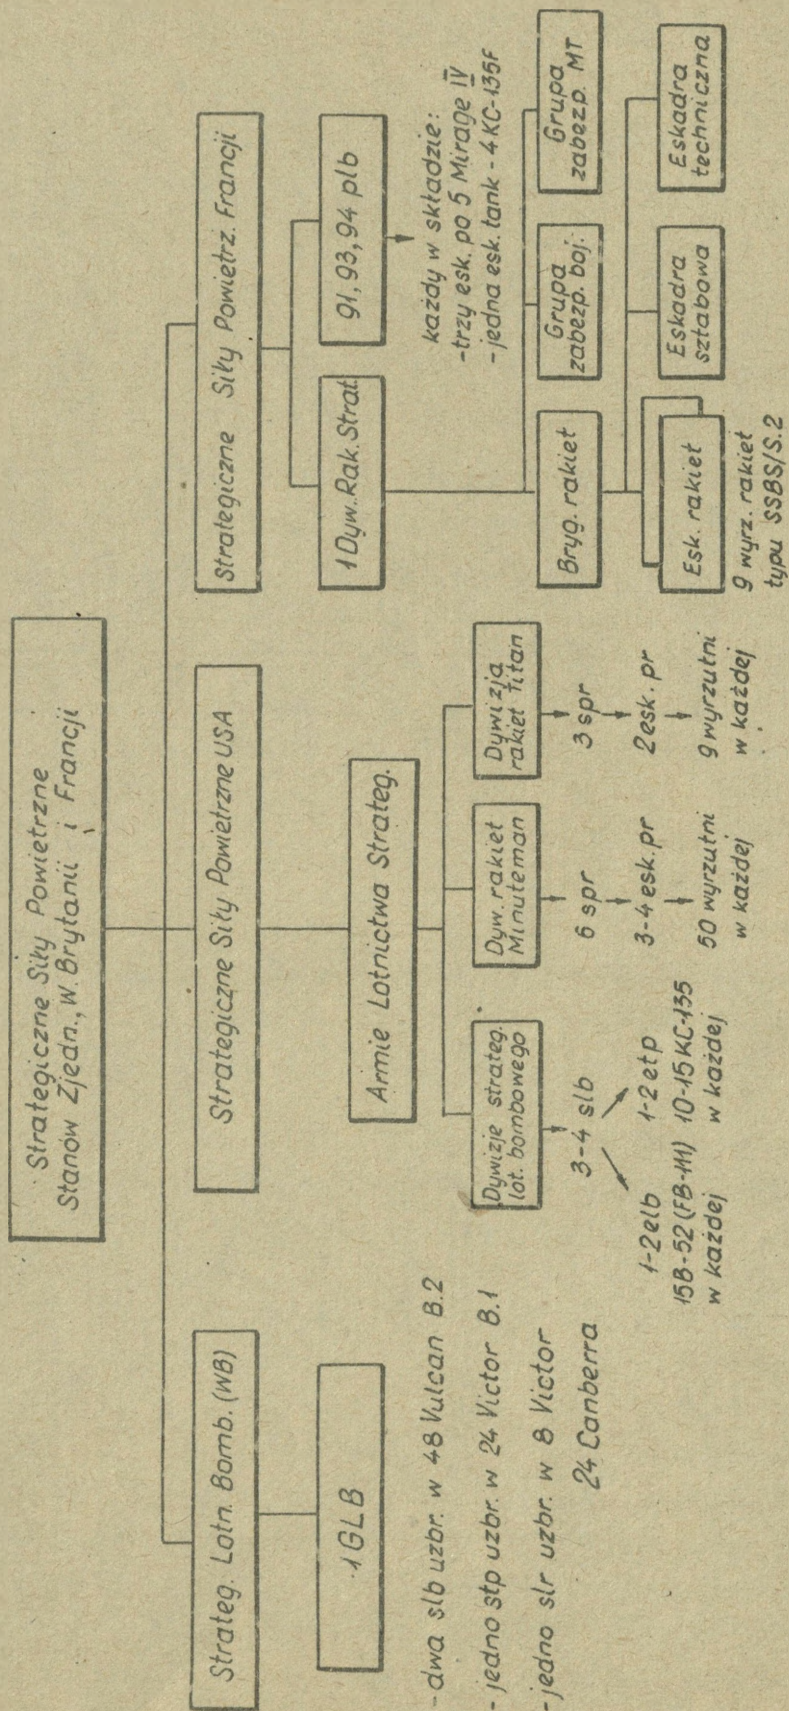 Strategiczne Siły Powietrzne
Stanów Zjedn., W. Brytanii i Francji
Strateg. Lotn. Bomb. (WB)
1 GLB
- dwa slb uzbr. w 48 Vulcan B.2
- jedno stp uzbr. w 24 Victor B.1
- jedno slr uzbr. w 8 Victor
24 Canberra
Strategiczne Siły Powietrzne USA
Armie Lotnictwa Strateg.
Dywizje strateg.
lot. bombowego
3-4 slb
1-2 elb
15B-52 (FB-111)
w każdej
1-2 etp
10-15 KC-135
w każdej
Dyw. rakiet
Minuteman
6 spr
3-4 esk. pr
50 wyrzutni
w każdej
Dywizja
rakiet Titan
3 spr
2 esk. pr
9 wyrzutni
w każdej
Strategiczne Siły Powietrz. Francji
1 Dyw. Rak. Strat
91, 93, 94 plb
każdy w składzie:
- trzy esk. po 5 Mirage IV
- jedna esk. tank - 4 KC-135F
Bryg. rakiet
Grupa
zabezp. boj.
Grupa
zabezp. MT
Esk. rakiet
9 wyrz. rakiet
typu SSBS/S.2
Eskadra
sztabowa
Eskadra
techniczna